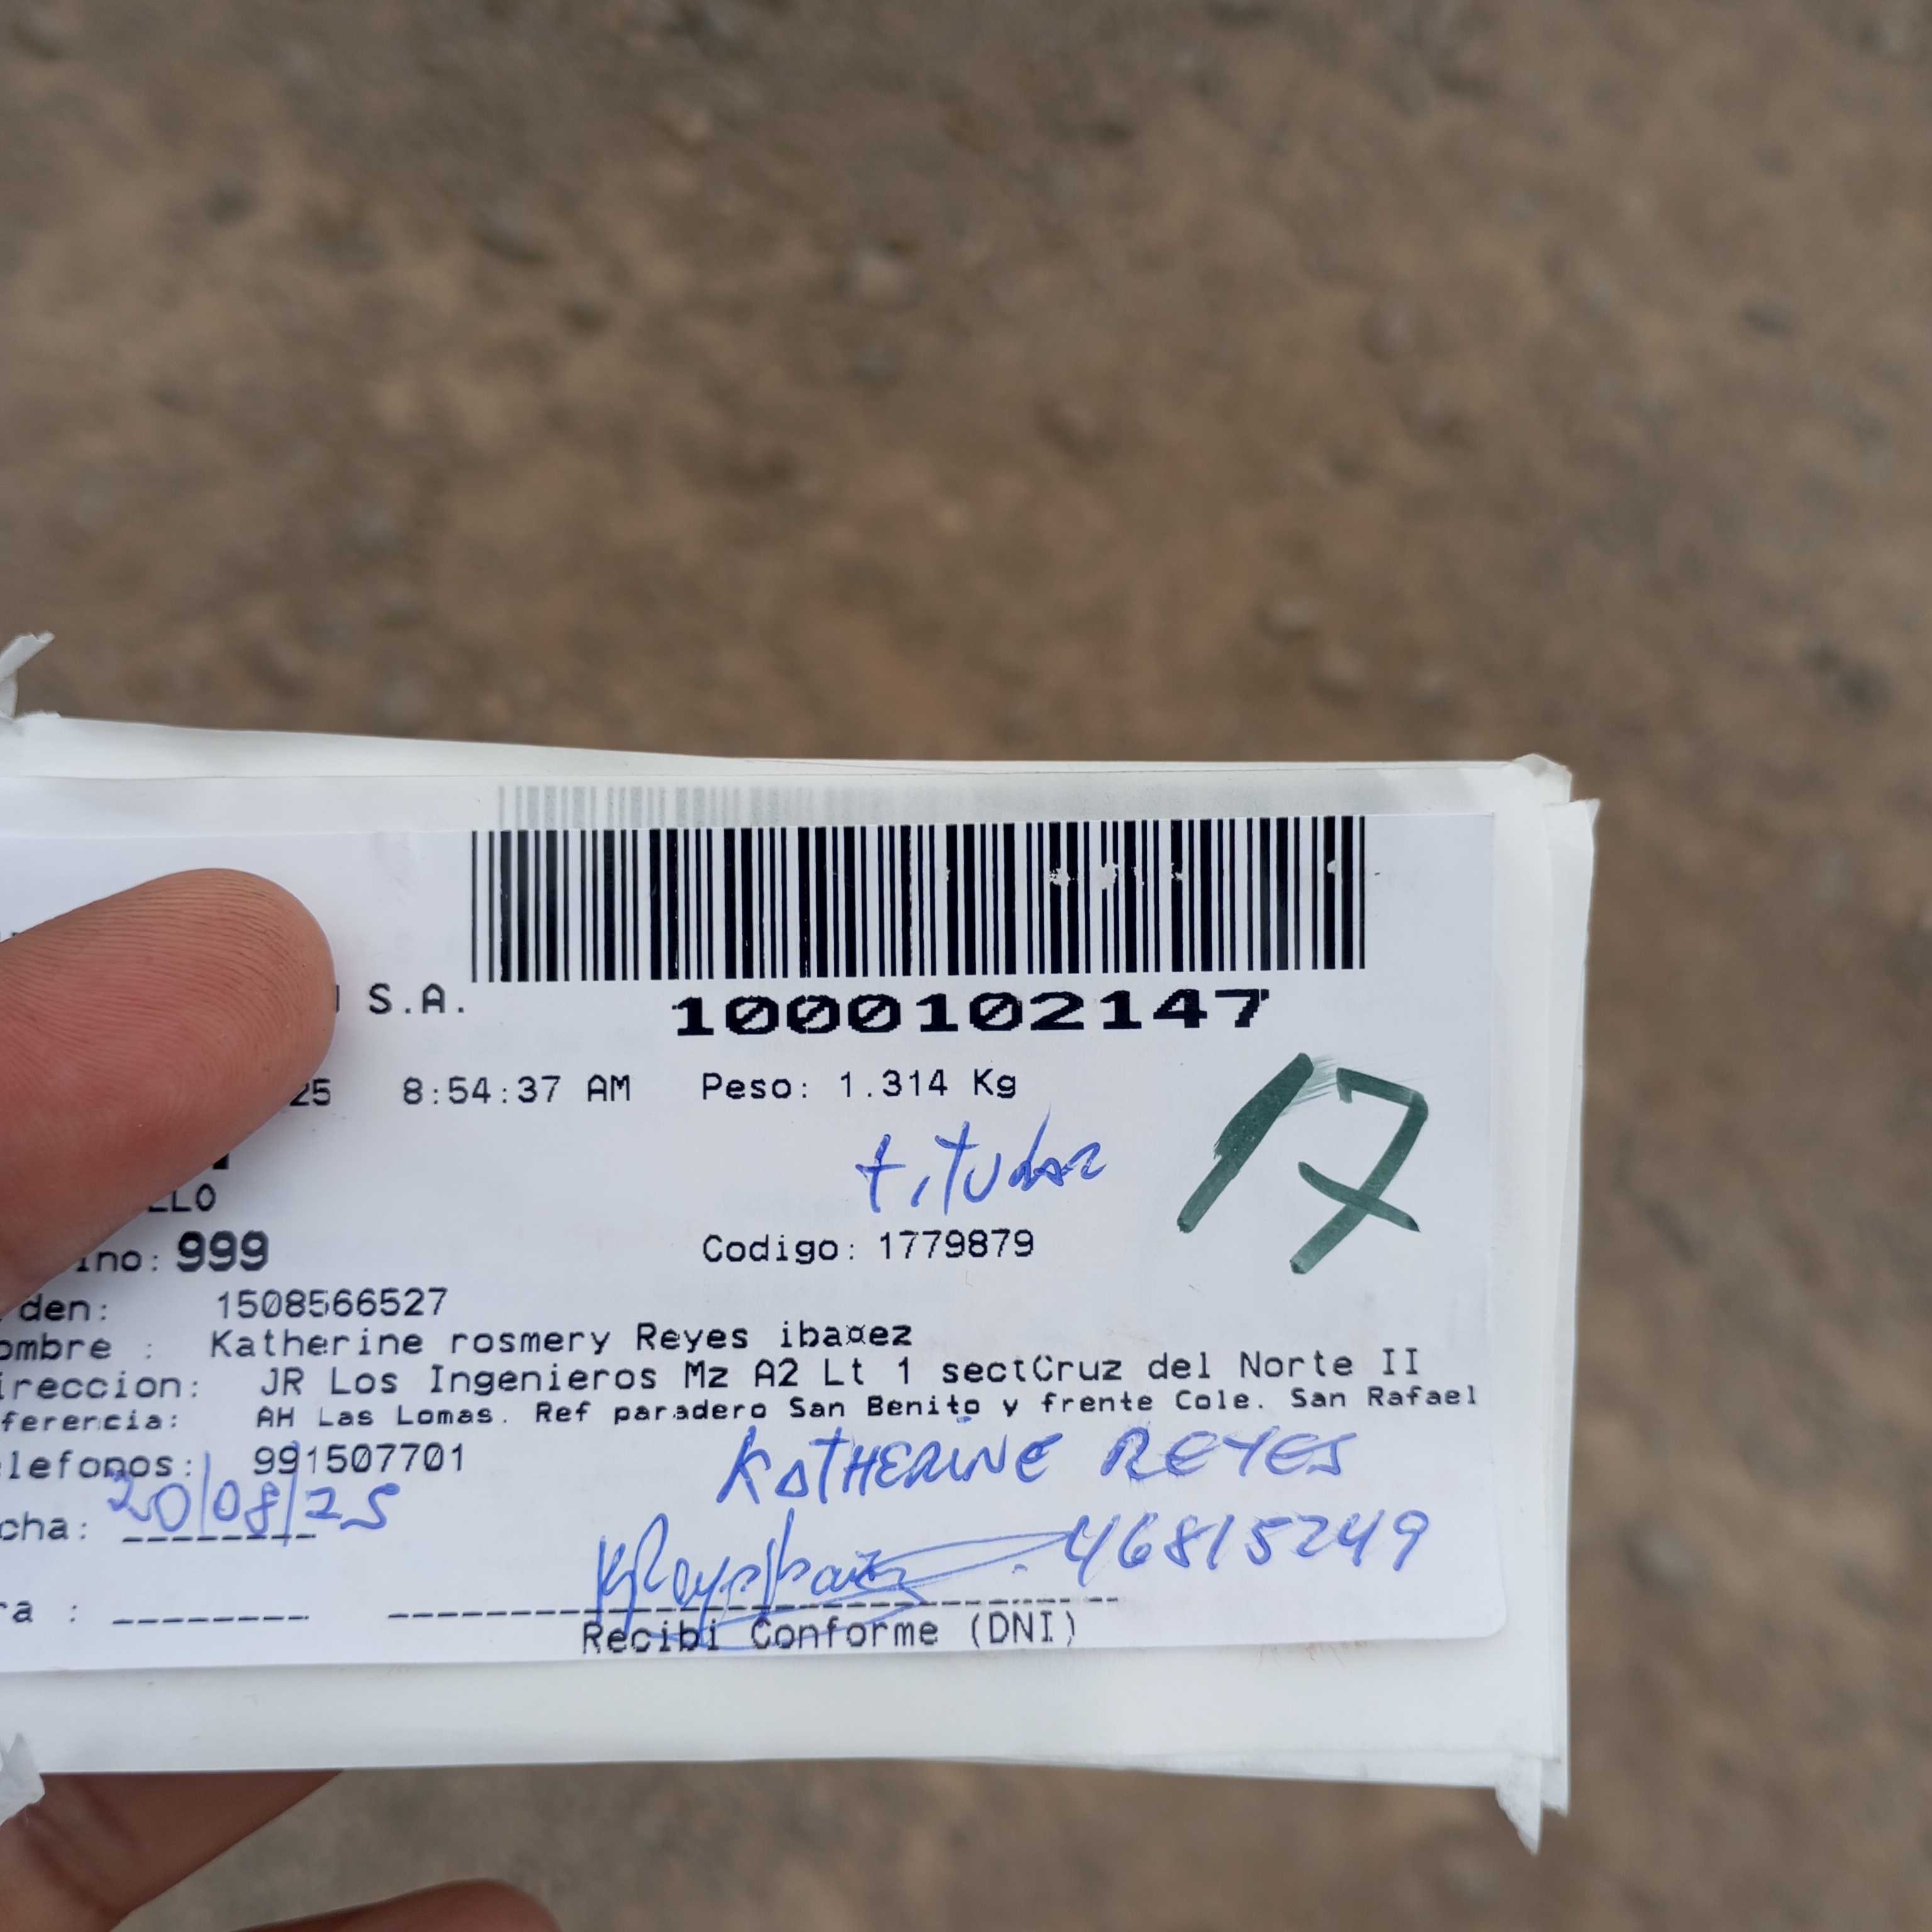 S.A.
1000102147
25 8:54:37 AM Peso: 1.314 Kg
17
titular
LLO
ino: 999 Codigo: 1779879
den: 1508566527
ombre : Katherine rosmery Reyes iba¤ez
ireccion: JR Los Ingenieros Mz A2 Lt 1 sectCruz del Norte II
ferencia: AH Las Lomas. Ref paradero San Benito y frente Cole. San Rafael
lefonos: 991507701
KATHERINE REYES
cha: 20/08/25
46815249
ra :
Recibi Conforme (DNI)